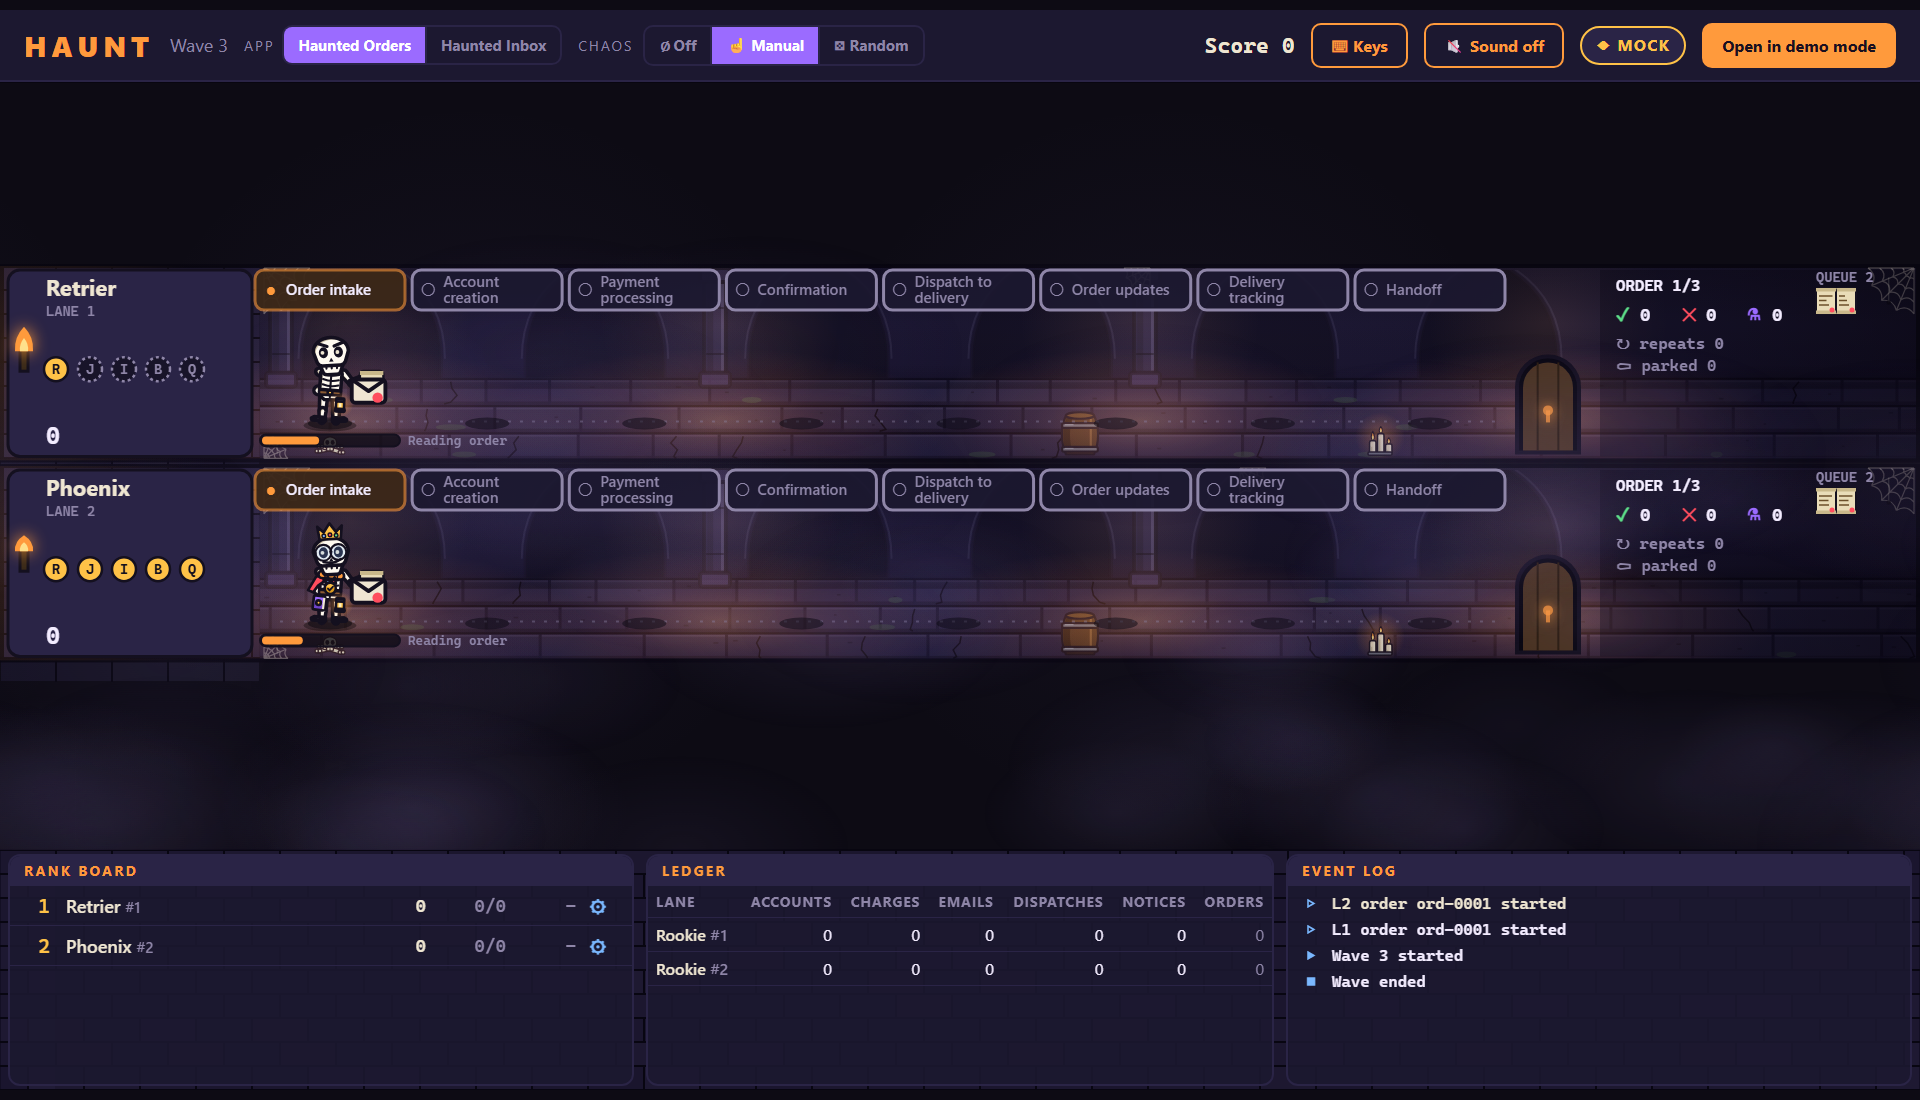 HAUNT Wave 3 APP Haunted Orders Haunted Inbox CHAOS Ø Off Manual Random Score 0 Keys Sound off MOCK Open in demo mode
Retrier
LANE 1
R J I B Q
0
Order intake
Account creation
Payment processing
Confirmation
Dispatch to delivery
Order updates
Delivery tracking
Handoff
Reading order
ORDER 1/3
QUEUE 2
0 0 0
repeats 0
parked 0
Phoenix
LANE 2
R J I B Q
0
Order intake
Account creation
Payment processing
Confirmation
Dispatch to delivery
Order updates
Delivery tracking
Handoff
Reading order
ORDER 1/3
QUEUE 2
0 0 0
repeats 0
parked 0
RANK BOARD
1 Retrier #1 0 0/0 –
2 Phoenix #2 0 0/0 –
LEDGER
LANE ACCOUNTS CHARGES EMAILS DISPATCHES NOTICES ORDERS
Rookie #1 0 0 0 0 0 0
Rookie #2 0 0 0 0 0 0
EVENT LOG
L2 order ord-0001 started
L1 order ord-0001 started
Wave 3 started
Wave ended